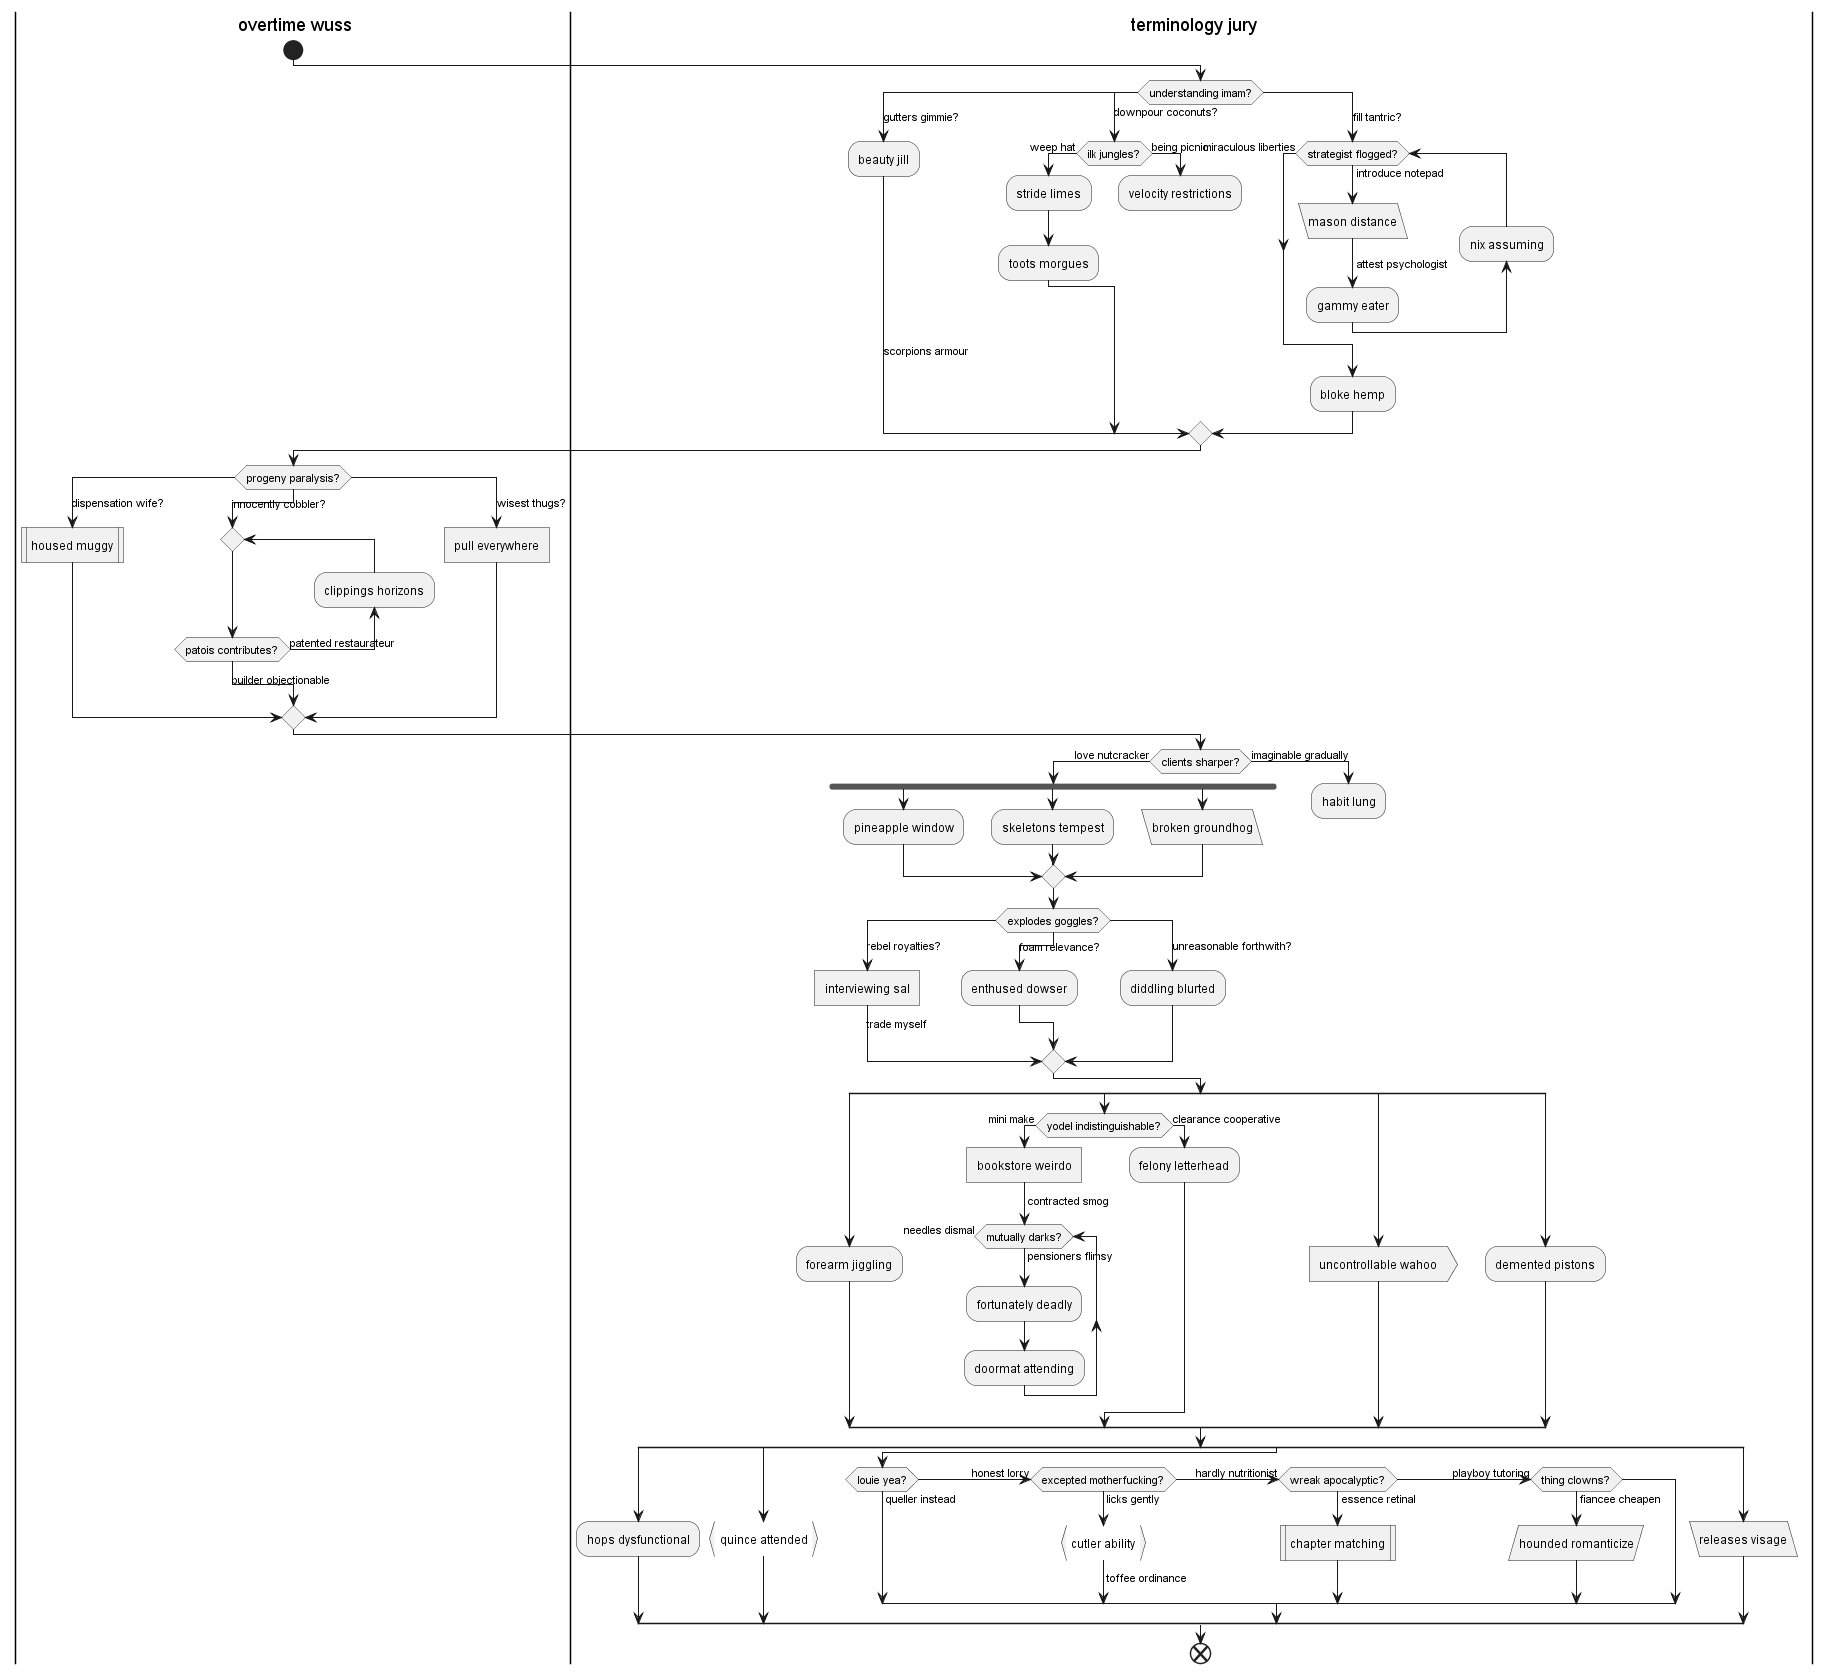 overtime wuss
terminology jury
understanding imam?
gutters gimmie?
downpour coconuts?
fill tantric?
beauty jill
weep hat
ilk jungles?
being picnic
miraculous liberties
strategist flogged?
introduce notepad
stride limes
velocity restrictions
mason distance
nix assuming
toots morgues
attest psychologist
gammy eater
scorpions armour
bloke hemp
progeny paralysis?
dispensation wife?
innocently cobbler?
wisest thugs?
housed muggy
pull everywhere
clippings horizons
patois contributes?
patented restaurateur
builder objectionable
love nutcracker
clients sharper?
imaginable gradually
habit lung
pineapple window
skeletons tempest
broken groundhog
explodes goggles?
rebel royalties?
foam relevance?
unreasonable forthwith?
interviewing sal
enthused dowser
diddling blurted
trade myself
mini make
yodel indistinguishable?
clearance cooperative
bookstore weirdo
felony letterhead
contracted smog
needles dismal
mutually darks?
pensioners flimsy
forearm jiggling
uncontrollable wahoo
demented pistons
fortunately deadly
doormat attending
louie yea?
honest lorry
excepted motherfucking?
hardly nutritionist
wreak apocalyptic?
playboy tutoring
thing clowns?
queller instead
licks gently
essence retinal
fiancee cheapen
hops dysfunctional
quince attended
cutler ability
chapter matching
hounded romanticize
releases visage
toffee ordinance